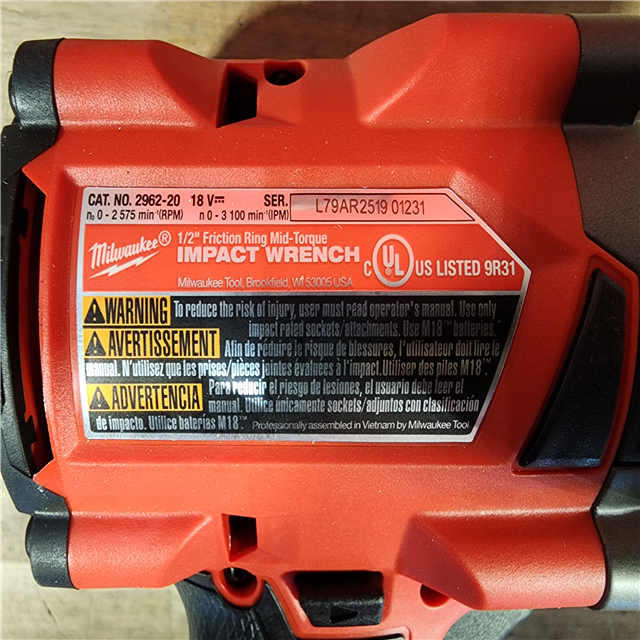 CAT. NO. 2962-20 18 V⎓ SER. L79AR2519 01231
n₀ 0 - 2 575 min⁻¹(RPM) n 0 - 3 100 min⁻¹(IPM)
Milwaukee®
1/2" Friction Ring Mid-Torque
IMPACT WRENCH
C UL® US LISTED 9R31
Milwaukee Tool, Brookfield, WI 53005 USA
WARNING To reduce the risk of injury, user must read operator's manual. Use only
impact rated sockets/attachments. Use M18™ batteries.
AVERTISSEMENT Afin de réduire le risque de blessures, l'utilisateur doit lire le
manuel. N'utilisez que les prises/pièces jointes évaluées à l'impact. Utiliser des piles M18™.
ADVERTENCIA Para reducir el riesgo de lesiones, el usuario debe leer el
manual. Utilice únicamente sockets/adjuntos con clasificación
de impacto. Utilice baterías M18™. Professionally assembled in Vietnam by Milwaukee Tool